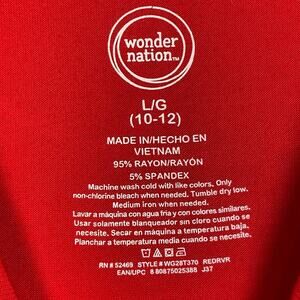 wonder
nation™
L/G
(10-12)
MADE IN/HECHO EN
VIETNAM
95% RAYON/RAYÓN
5% SPANDEX
Machine wash cold with like colors. Only
non-chlorine bleach when needed. Tumble dry low.
Medium iron when needed.
Lavar a máquina con agua fria y con colores similares.
Usar solamente blanqueador sin cloro cuando se
necesite. Secar en máquina a temperatura baja.
Planchar a temperatura media cuando se necesite.
RN # 52469 STYLE # WG28T370 REDRVR
EAN/UPC 8 80875025388 J37